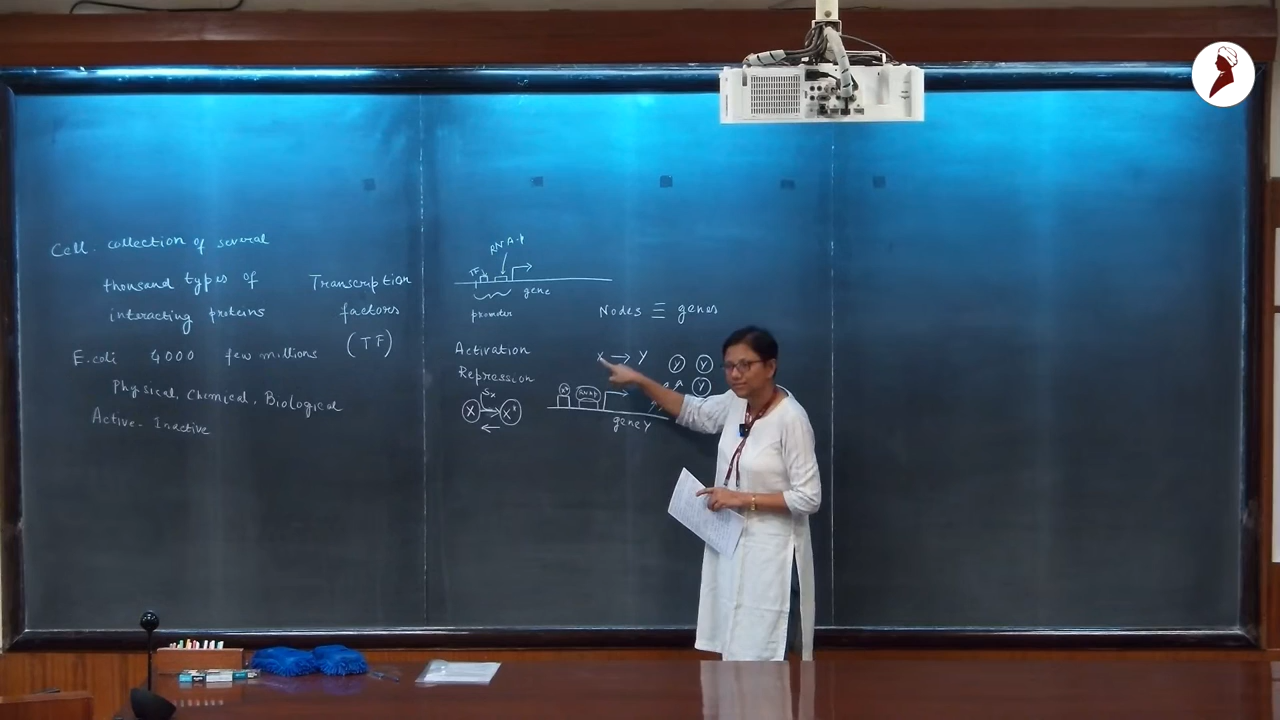 Cell - collection of several
thousand types of
interacting proteins
E.coli 4000 few millions
Physical, Chemical, Biological
Active - Inactive
Transcription
factors
(TF)
RNA-p
TF
gene
promoter
Activation
Repression
Sx
X X*
Nodes ≡ genes
X → Y
Y Y
Y
X* RNAp
gene Y